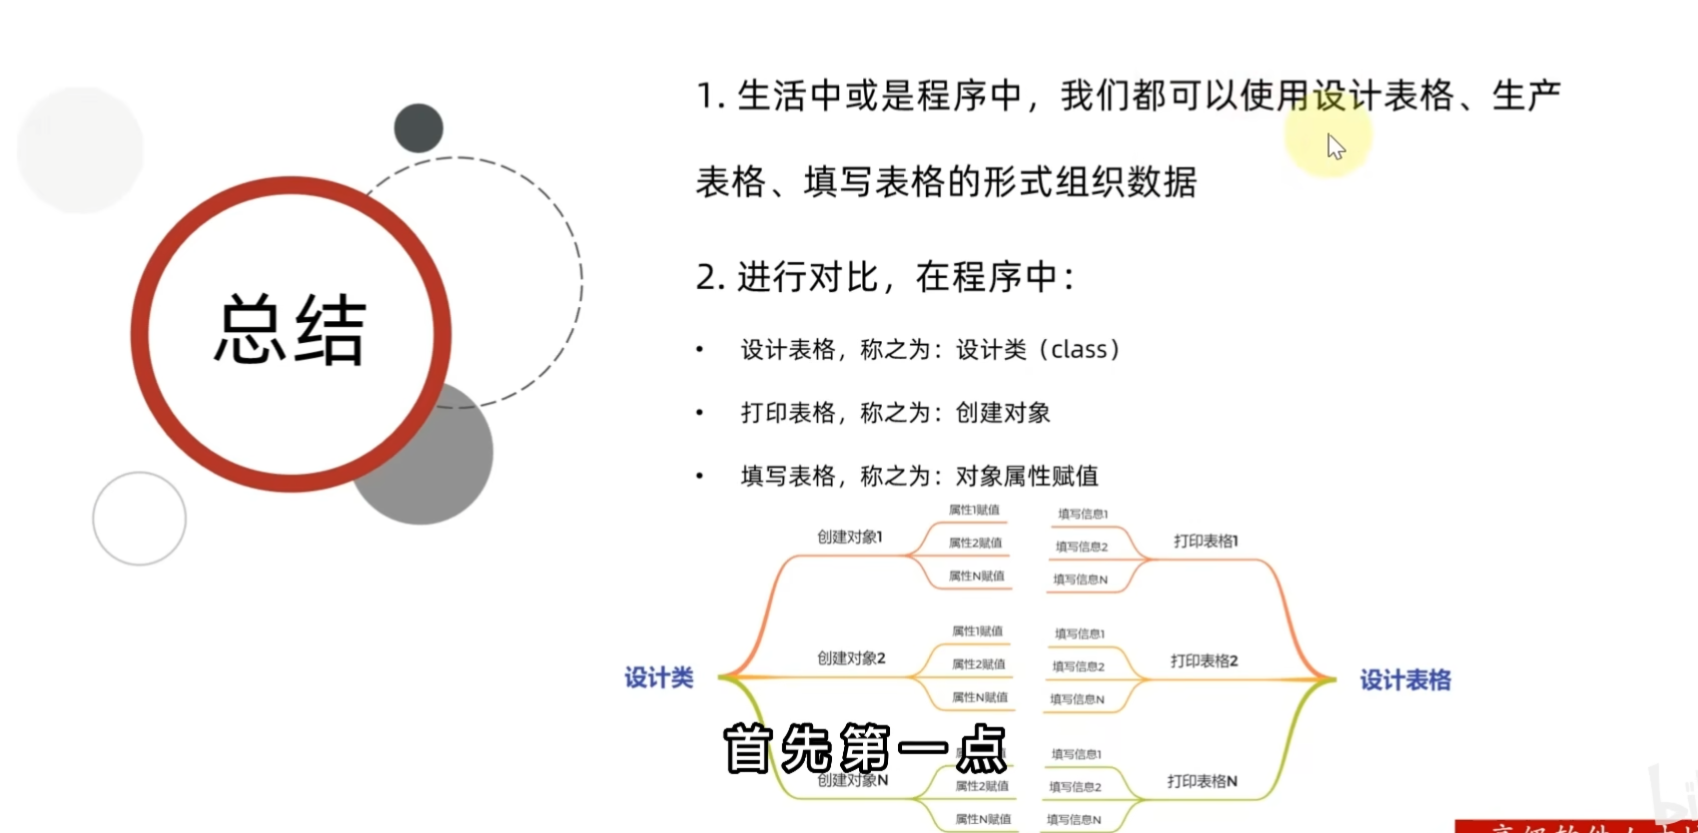 总结
1. 生活中或是程序中，我们都可以使用设计表格、生产
表格、填写表格的形式组织数据
2. 进行对比，在程序中：
• 设计表格，称之为：设计类（class）
• 打印表格，称之为：创建对象
• 填写表格，称之为：对象属性赋值
设计类
创建对象1
属性1赋值
属性2赋值
属性N赋值
创建对象2
属性1赋值
属性2赋值
属性N赋值
创建对象N
属性2赋值
属性N赋值
填写信息1
填写信息2
填写信息N
打印表格1
填写信息1
填写信息2
填写信息N
打印表格2
填写信息1
填写信息2
填写信息N
打印表格N
设计表格
首先第一点